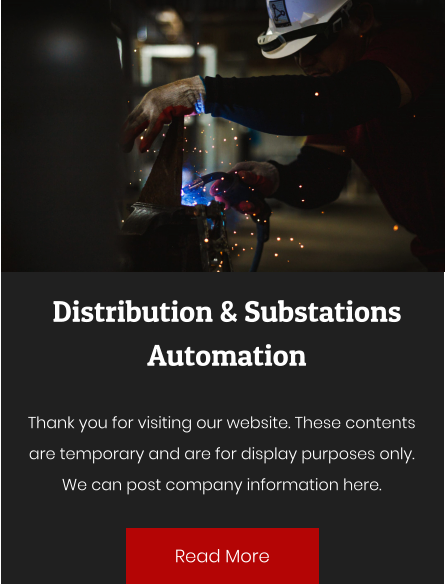 Distribution & Substations
Automation
Thank you for visiting our website. These contents
are temporary and are for display purposes only.
We can post company information here.
Read More